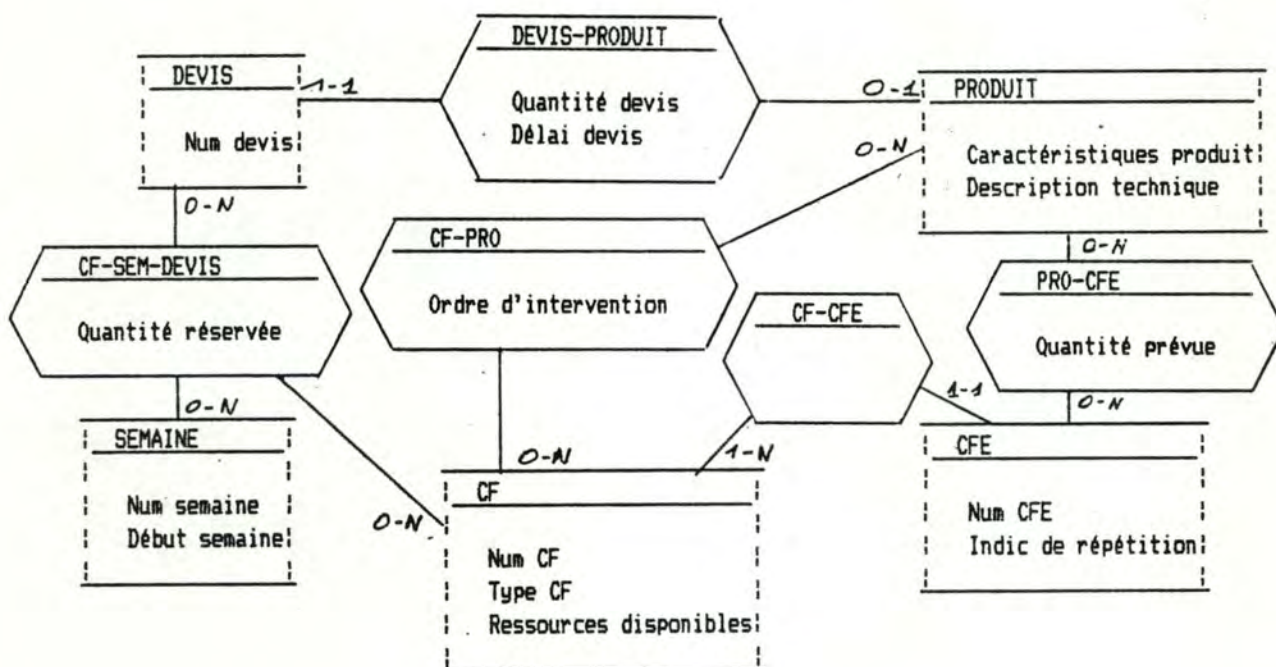 DEVIS-PRODUIT
Quantité devis
Délai devis
DEVIS
Num devis
1-1
0-1
PRODUIT
Caractéristiques produit
Description technique
0-N
0-N
CF-SEM-DEVIS
Quantité réservée
CF-PRO
Ordre d'intervention
CF-CFE
0-N
PRO-CFE
Quantité prévue
0-N
SEMAINE
Num semaine
Début semaine
0-N
0-N
1-N
CF
Num CF
Type CF
Ressources disponibles
1-1
0-N
CFE
Num CFE
Indic de répétition